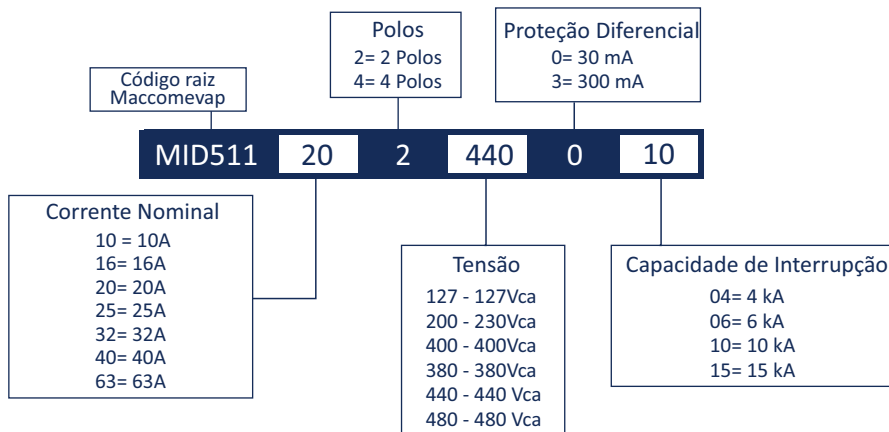 Polos
2= 2 Polos
4= 4 Polos
Proteção Diferencial
0= 30 mA
3= 300 mA
Código raiz
Maccomevap
MID511 20 2 440 0 10
Corrente Nominal
10 = 10A
16= 16A
20= 20A
25= 25A
32= 32A
40= 40A
63= 63A
Tensão
127 - 127Vca
200 - 230Vca
400 - 400Vca
380 - 380Vca
440 - 440 Vca
480 - 480 Vca
Capacidade de Interrupção
04= 4 kA
06= 6 kA
10= 10 kA
15= 15 kA